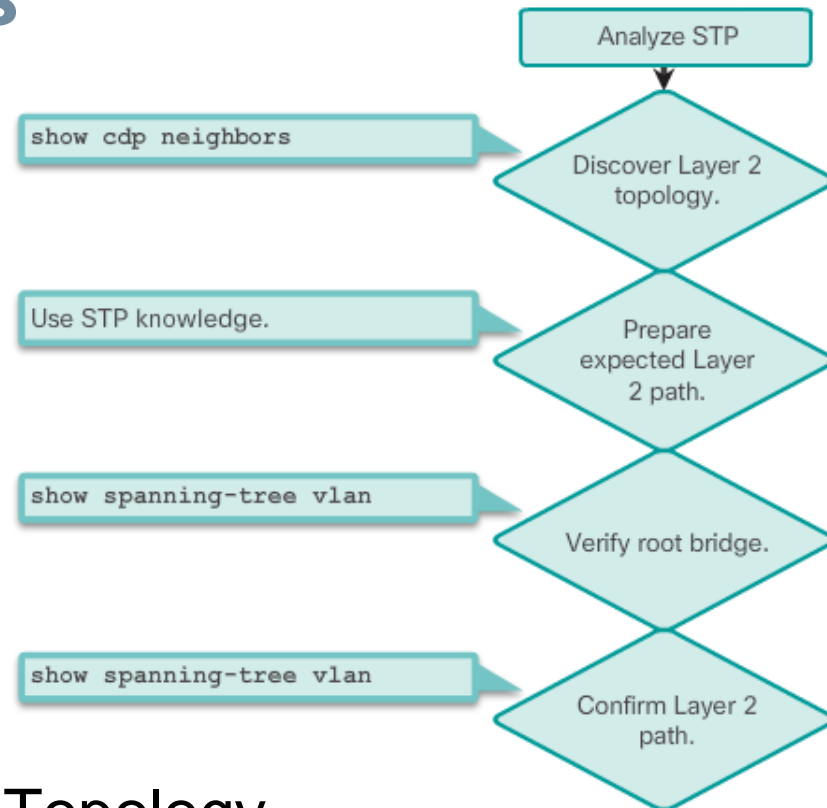 s
Analyze STP
show cdp neighbors
Discover Layer 2
topology.
Use STP knowledge.
Prepare
expected Layer
2 path.
show spanning-tree vlan
Verify root bridge.
show spanning-tree vlan
Confirm Layer 2
path.
Topology